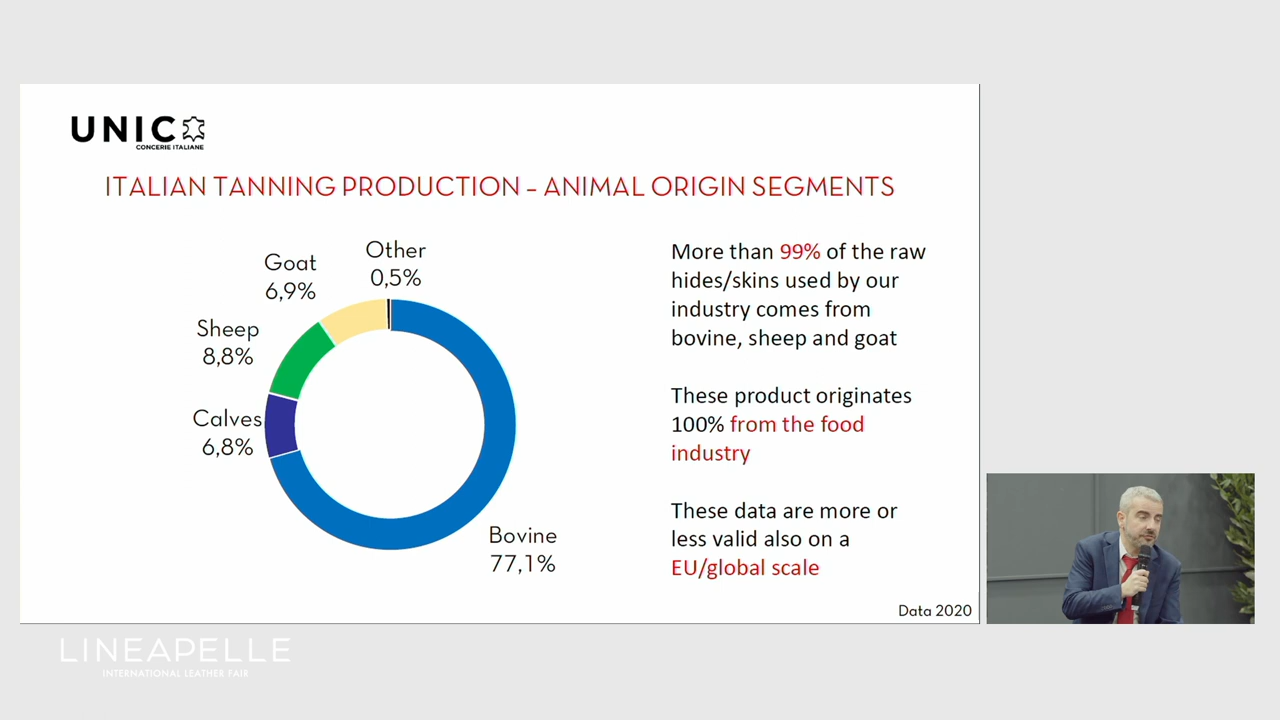 UNIC
CONCERIE ITALIANE
ITALIAN TANNING PRODUCTION – ANIMAL ORIGIN SEGMENTS
Other
0,5%
Goat
6,9%
Sheep
8,8%
Calves
6,8%
Bovine
77,1%
More than 99% of the raw
hides/skins used by our
industry comes from
bovine, sheep and goat
These product originates
100% from the food
industry
These data are more or
less valid also on a
EU/global scale
Data 2020
LINEAPELLE
INTERNATIONAL LEATHER FAIR